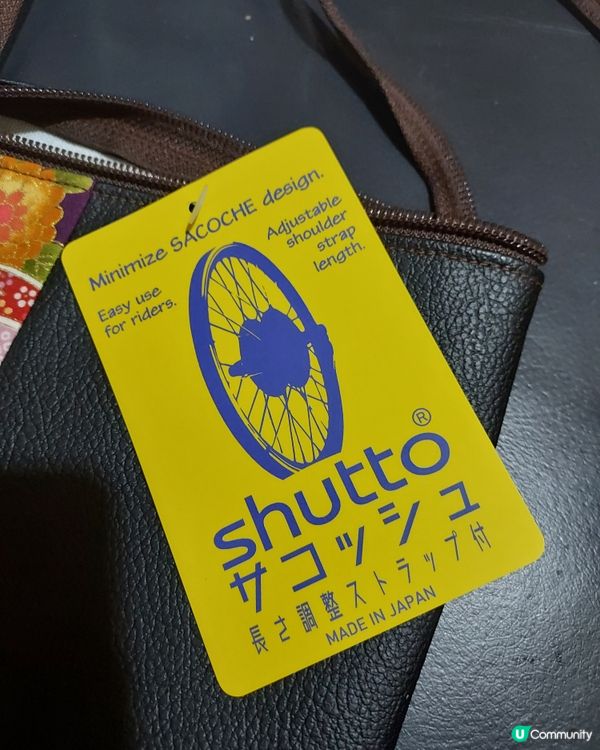 Minimize SACOCHE design.
Easy use
for riders.
Adjustable
shoulder
strap
length.
shutto®
サコッシュ
長さ調整ストラップ付
MADE IN JAPAN
U Community